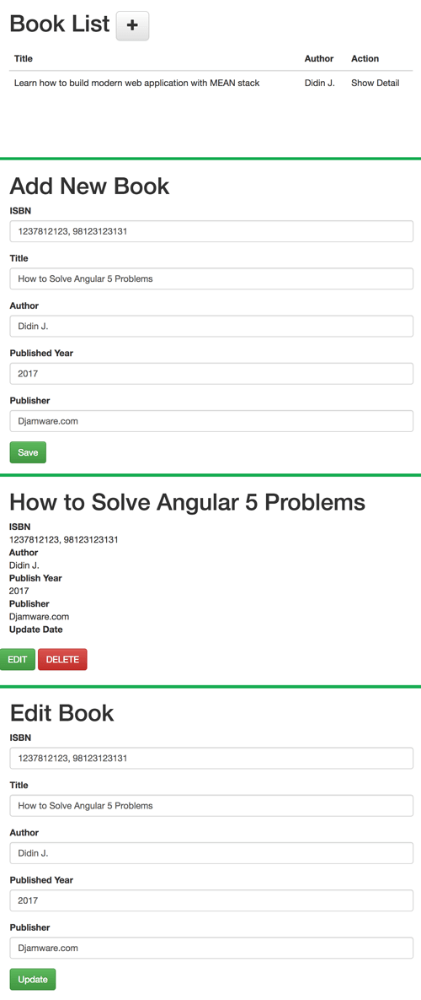 Book List +
Title Author Action
Learn how to build modern web application with MEAN stack Didin J. Show Detail
Add New Book
ISBN
1237812123, 98123123131
Title
How to Solve Angular 5 Problems
Author
Didin J.
Published Year
2017
Publisher
Djamware.com
Save
How to Solve Angular 5 Problems
ISBN
1237812123, 98123123131
Author
Didin J.
Publish Year
2017
Publisher
Djamware.com
Update Date
EDIT DELETE
Edit Book
ISBN
1237812123, 98123123131
Title
How to Solve Angular 5 Problems
Author
Didin J.
Published Year
2017
Publisher
Djamware.com
Update